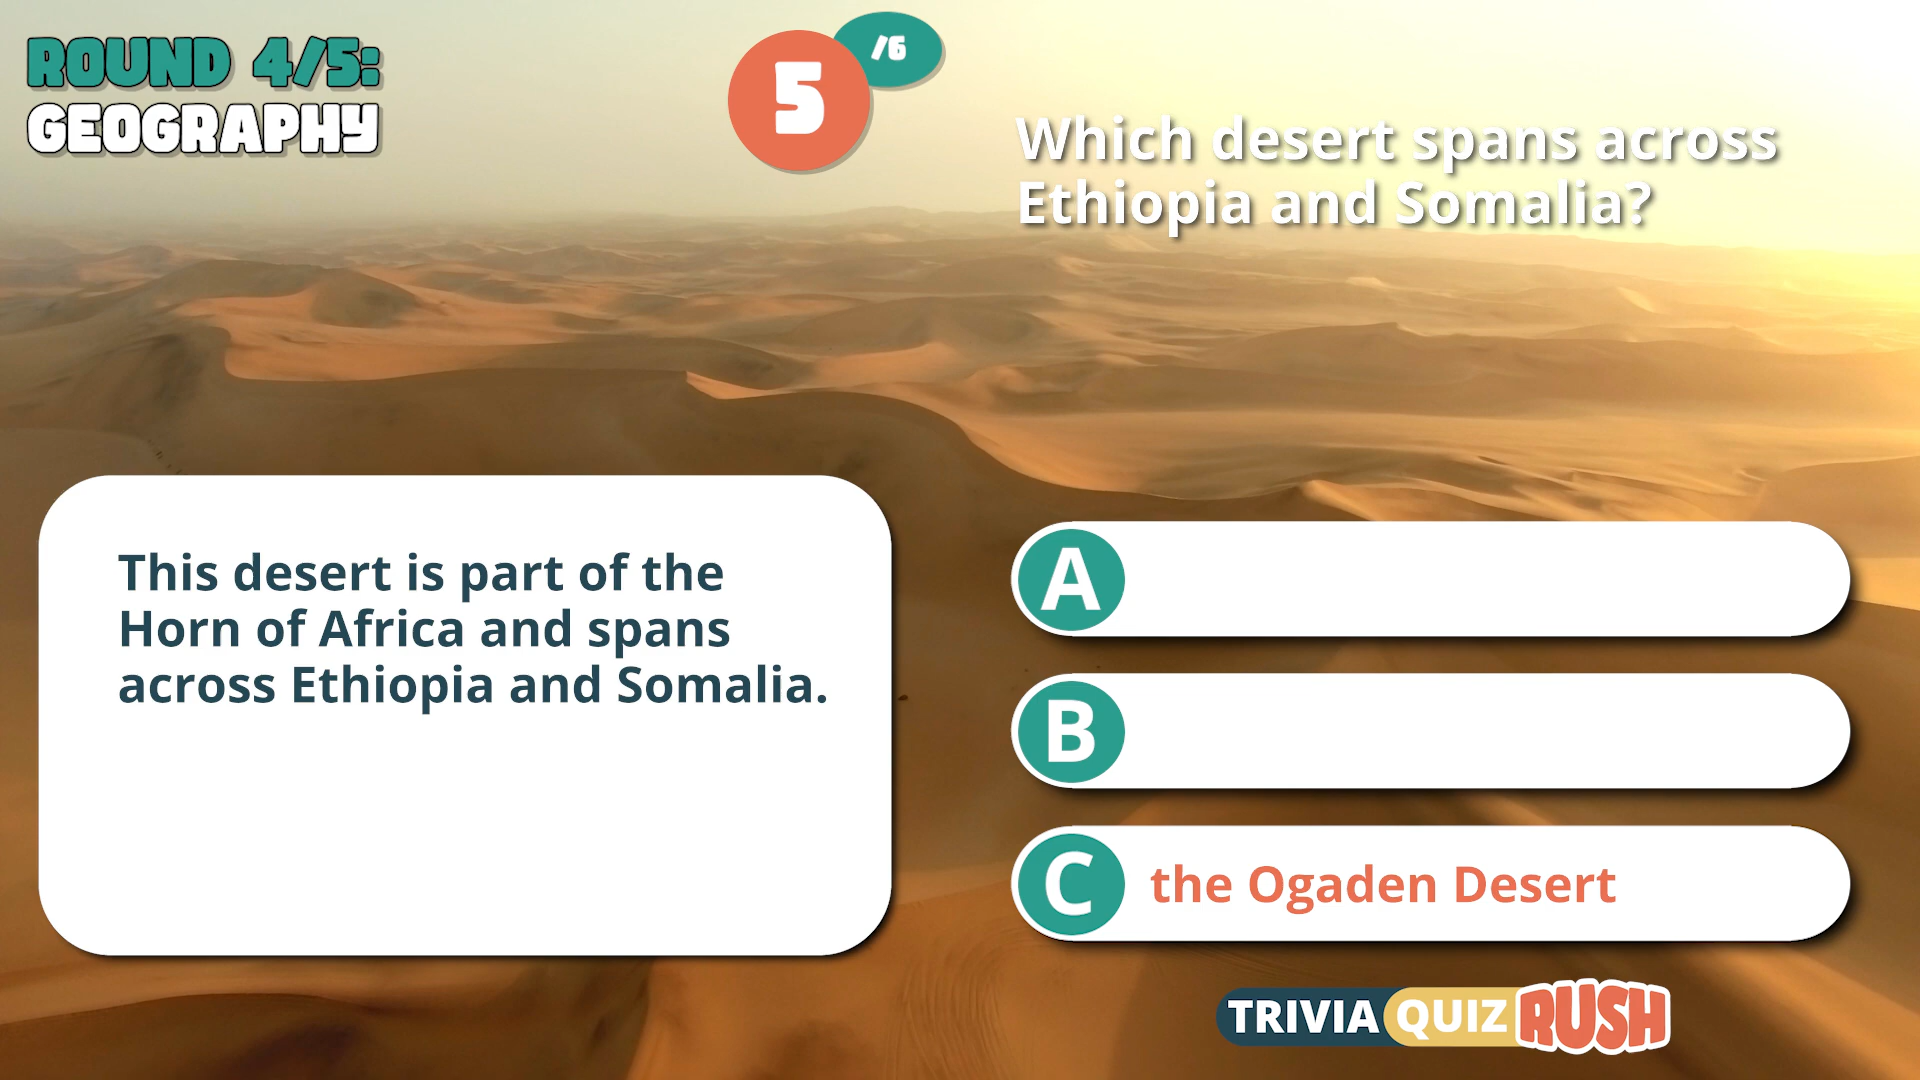 ROUND 4/5:
GEOGRAPHY
5
/6
Which desert spans across
Ethiopia and Somalia?
This desert is part of the
Horn of Africa and spans
across Ethiopia and Somalia.
A
B
C the Ogaden Desert
TRIVIA QUIZ RUSH